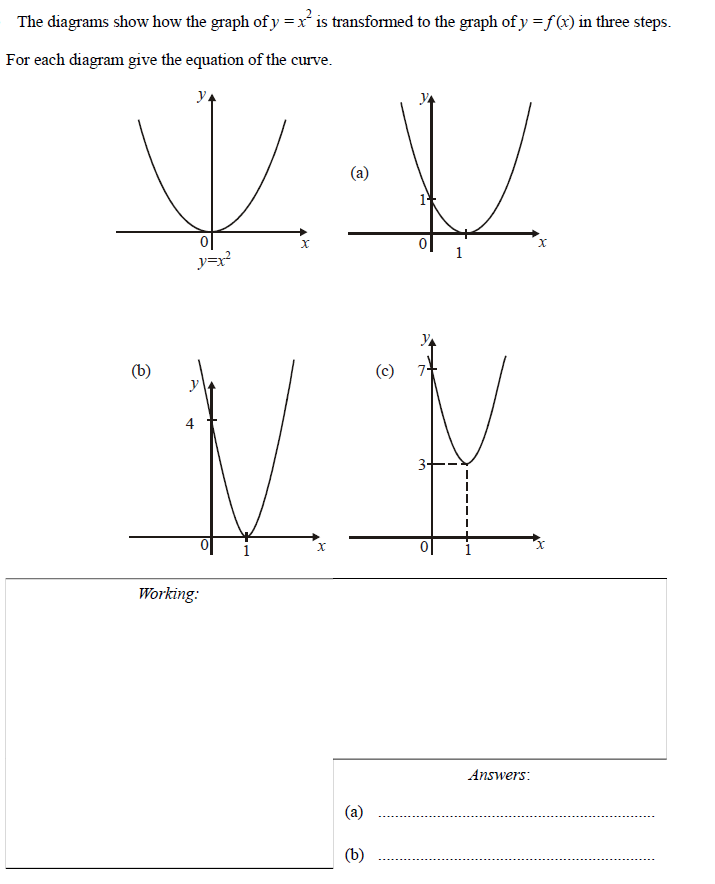 The diagrams show how the graph of y = x² is transformed to the graph of y = f (x) in three steps.
For each diagram give the equation of the curve.
y
0
x
y=x²
(a)
y
1
0
1
x
(b)
y
4
0
1
x
(c)
y
7
3
0
1
x
Working:
Answers:
(a) ..................................................................
(b) ..................................................................